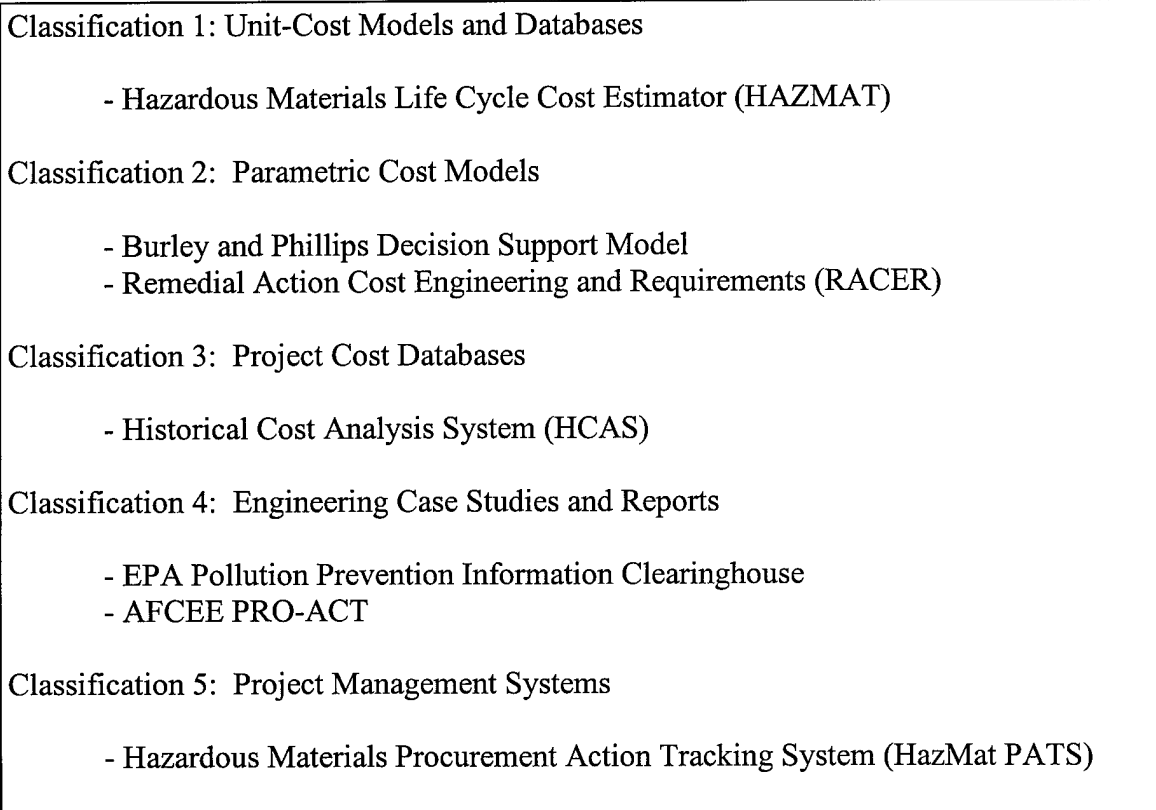 Classification 1: Unit-Cost Models and Databases
- Hazardous Materials Life Cycle Cost Estimator (HAZMAT)
Classification 2: Parametric Cost Models
- Burley and Phillips Decision Support Model
- Remedial Action Cost Engineering and Requirements (RACER)
Classification 3: Project Cost Databases
- Historical Cost Analysis System (HCAS)
Classification 4: Engineering Case Studies and Reports
- EPA Pollution Prevention Information Clearinghouse
- AFCEE PRO-ACT
Classification 5: Project Management Systems
- Hazardous Materials Procurement Action Tracking System (HazMat PATS)